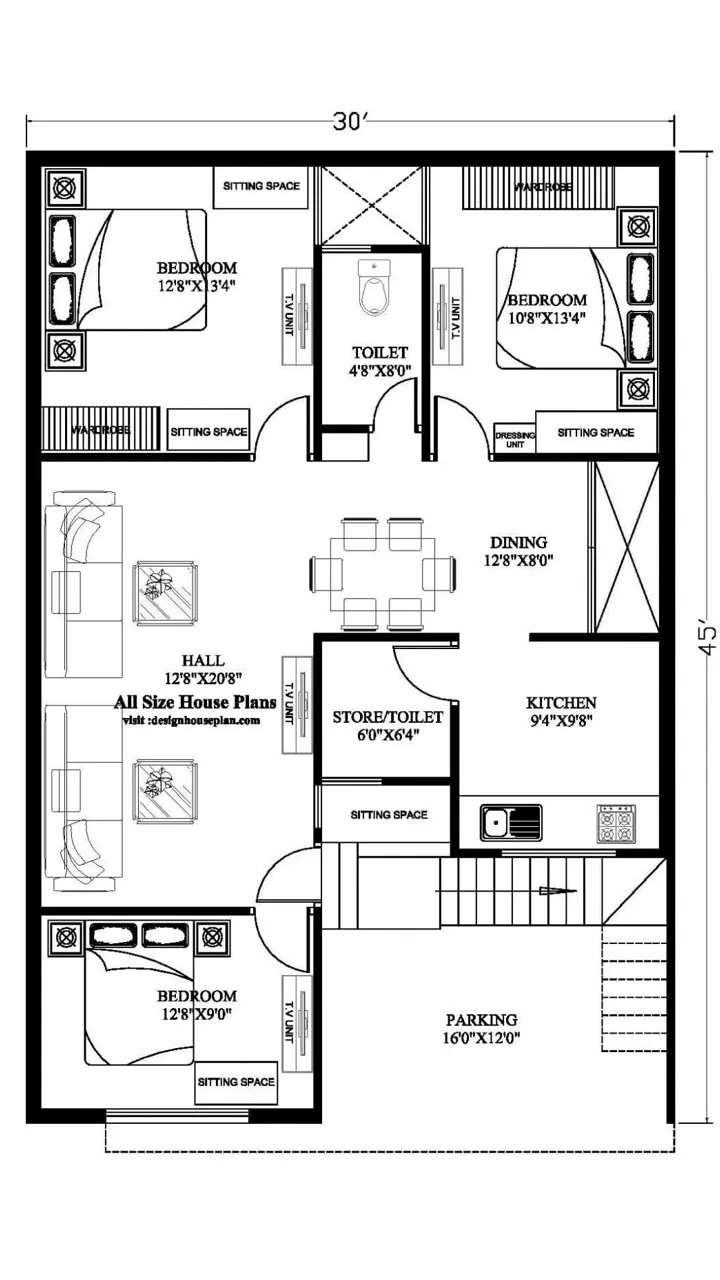 30'
SITTING SPACE
WARDROBE
BEDROOM
12'8"X13'4"
T.V UNIT
TOILET
4'8"X8'0"
T.V UNIT
BEDROOM
10'8"X13'4"
WARDROBE
SITTING SPACE
DRESSING
UNIT
SITTING SPACE
DINING
12'8"X8'0"
45'
HALL
12'8"X20'8"
All Size House Plans
visit :designhouseplan.com
T.V UNIT
STORE/TOILET
6'0"X6'4"
KITCHEN
9'4"X9'8"
SITTING SPACE
BEDROOM
12'8"X9'0"
T.V UNIT
SITTING SPACE
PARKING
16'0"X12'0"